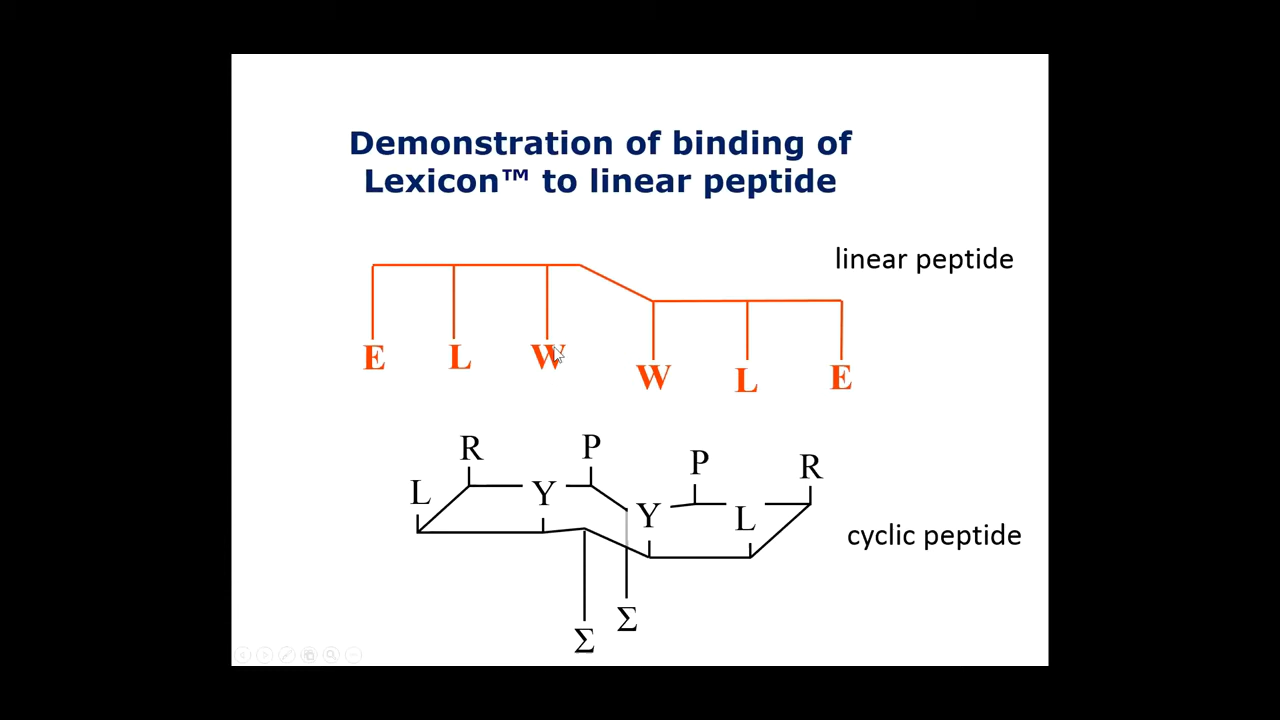 Demonstration of binding of
Lexicon™ to linear peptide
linear peptide
E L W W L E
R P P R
L Y Y L
cyclic peptide
Σ Σ